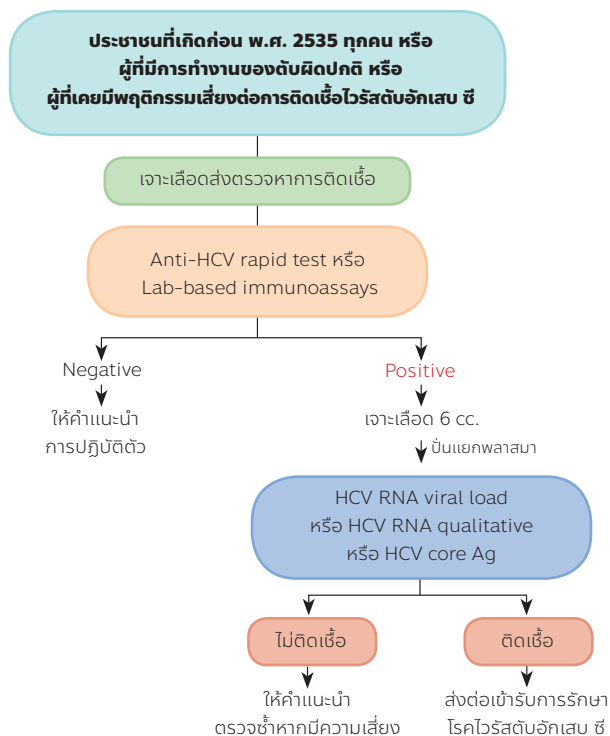 ประชาชนที่เกิดก่อน พ.ศ. 2535 ทุกคน หรือ
ผู้ที่มีการทำงานของตับผิดปกติ หรือ
ผู้ที่เคยมีพฤติกรรมเสี่ยงต่อการติดเชื้อไวรัสตับอักเสบ ซี
เจาะเลือดส่งตรวจหาการติดเชื้อ
Anti-HCV rapid test หรือ
Lab-based immunoassays
Negative
ให้คำแนะนำ
การปฏิบัติตัว
Positive
เจาะเลือด 6 cc.
ปั่นแยกพลาสมา
HCV RNA viral load
หรือ HCV RNA qualitative
หรือ HCV core Ag
ไม่ติดเชื้อ
ให้คำแนะนำ
ตรวจซ้ำหากมีความเสี่ยง
ติดเชื้อ
ส่งต่อเข้ารับการรักษา
โรคไวรัสตับอักเสบ ซี